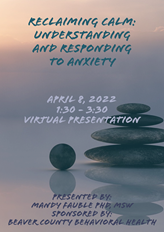 RECLAIMING CALM:
UNDERSTANDING
AND RESPONDING
TO ANXIETY
APRIL 8, 2022
1:30 - 3:30
VIRTUAL PRESENTATION
PRESENTED BY:
MANDY FAUBLE PHD, MSW
SPONSORED BY:
BEAVER COUNTY BEHAVIORAL HEALTH